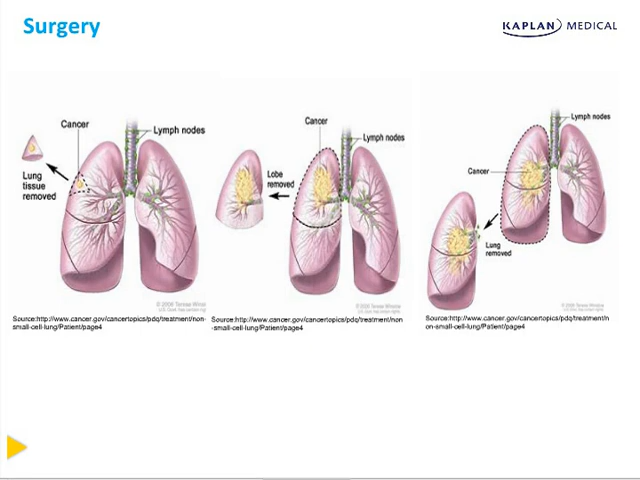 Surgery
KAPLAN MEDICAL
Cancer
Lymph nodes
Lung
tissue
removed
Source:http://www.cancer.gov/cancertopics/pdq/treatment/non-
small-cell-lung/Patient/page4
Cancer
Lymph nodes
Lobe
removed
Source:http://www.cancer.gov/cancertopics/pdq/treatment/non
-small-cell-lung/Patient/page4
Lymph nodes
Cancer
Lung
removed
Source:http://www.cancer.gov/cancertopics/pdq/treatment/n
on-small-cell-lung/Patient/page4